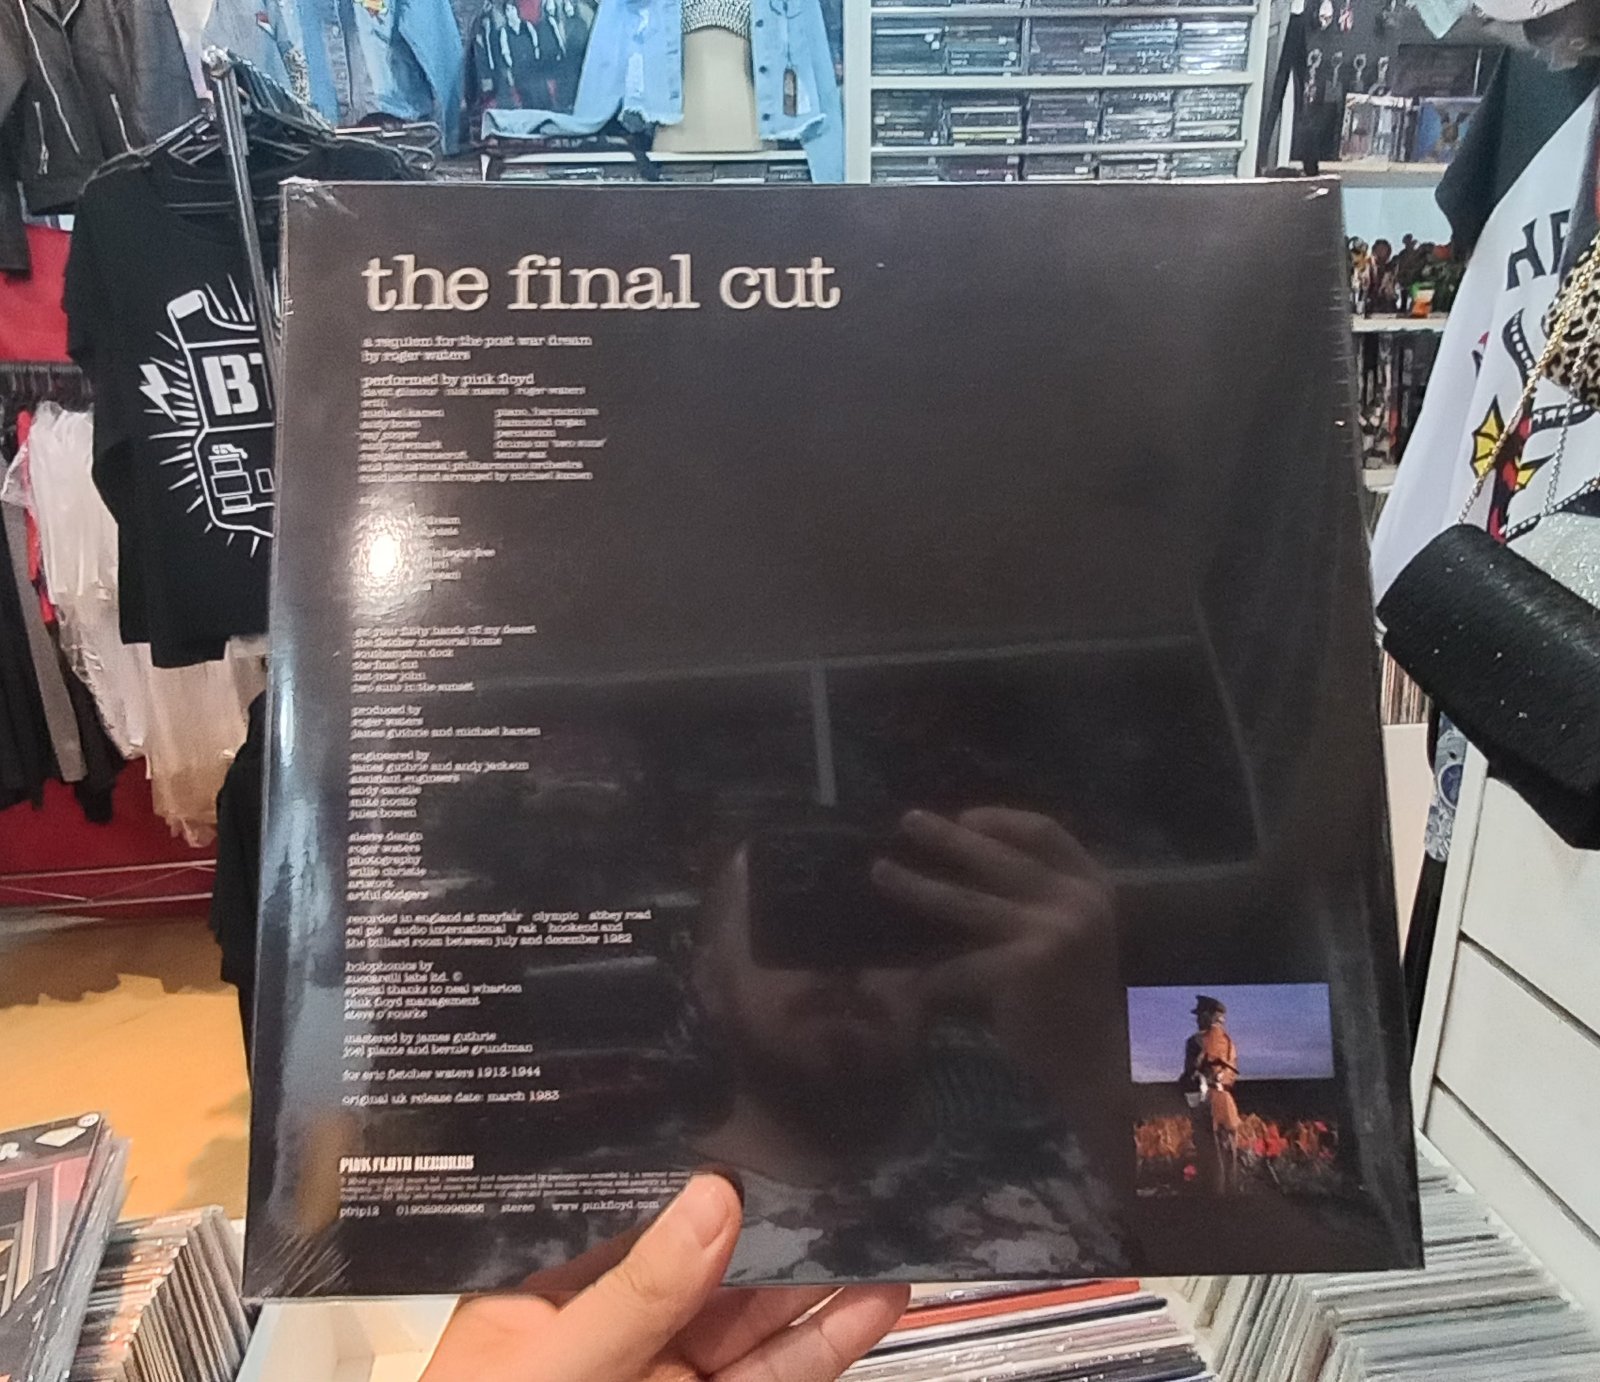 the final cut
a requiem for the post war dream
by roger waters
performed by pink floyd
david gilmour nick mason roger waters
with
michael kamen piano, harmonium
andy bown hammond organ
ray cooper percussion
andy newmark drums on 'two suns'
raphael ravenscroft tenor sax
and the national philharmonic orchestra
conducted and arranged by michael kamen
dream
get your filthy hands off my desert
the fletcher memorial home
southampton dock
the final cut
not now john
two suns in the sunset
produced by
roger waters
james guthrie and michael kamen
engineered by
james guthrie and andy jackson
assistant engineers
andy canelle
mike nocito
jules bowen
sleeve design
roger waters
photography
willie christie
artwork
artful dodgers
recorded in england at mayfair olympic abbey road
eel pie audio international rak hookend and
the billiard room between july and december 1982
holophonics by
zuccarelli labs ltd. ©
special thanks to neal wharton
pink floyd management
steve o'rourke
mastered by james guthrie
joel plante and bernie grundman
for eric fletcher waters 1913-1944
original uk release date: march 1983
PINK FLOYD RECORDS
pfrlp12 0190295996956 stereo www.pinkfloyd.com
BT
HE
R